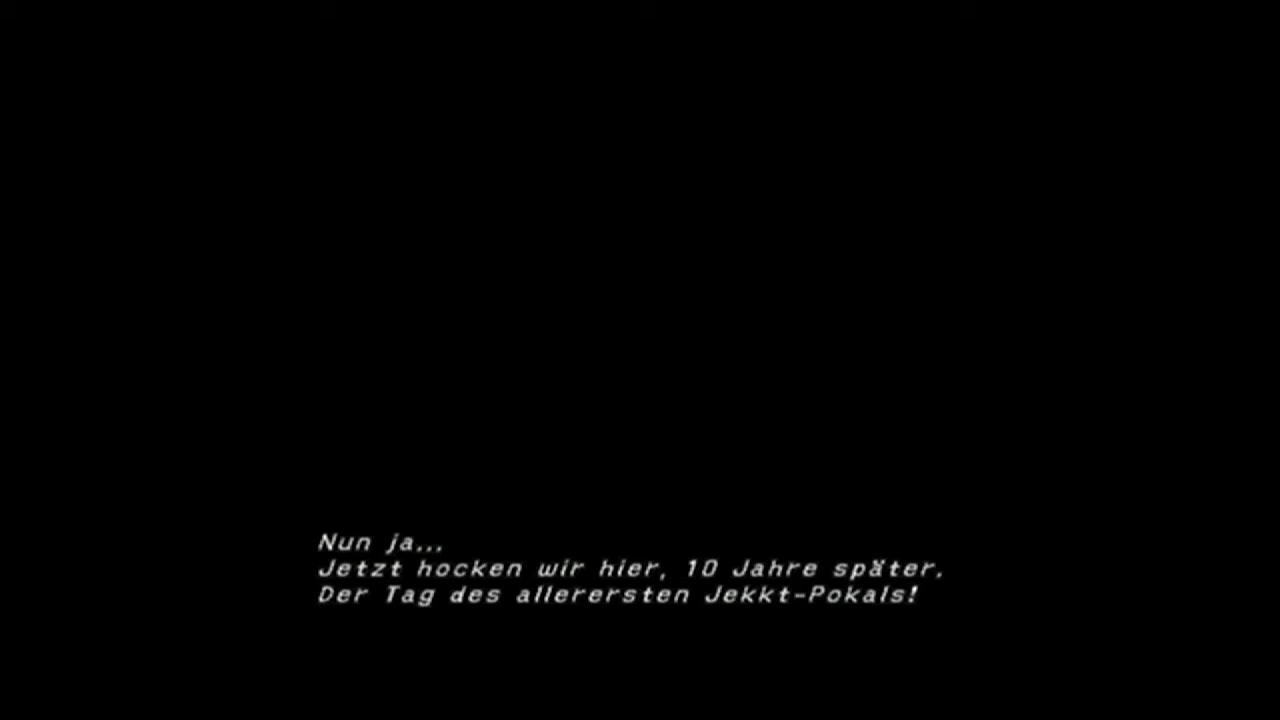 Nun ja...
Jetzt hocken wir hier, 10 Jahre später.
Der Tag des allerersten Jekkt-Pokals!